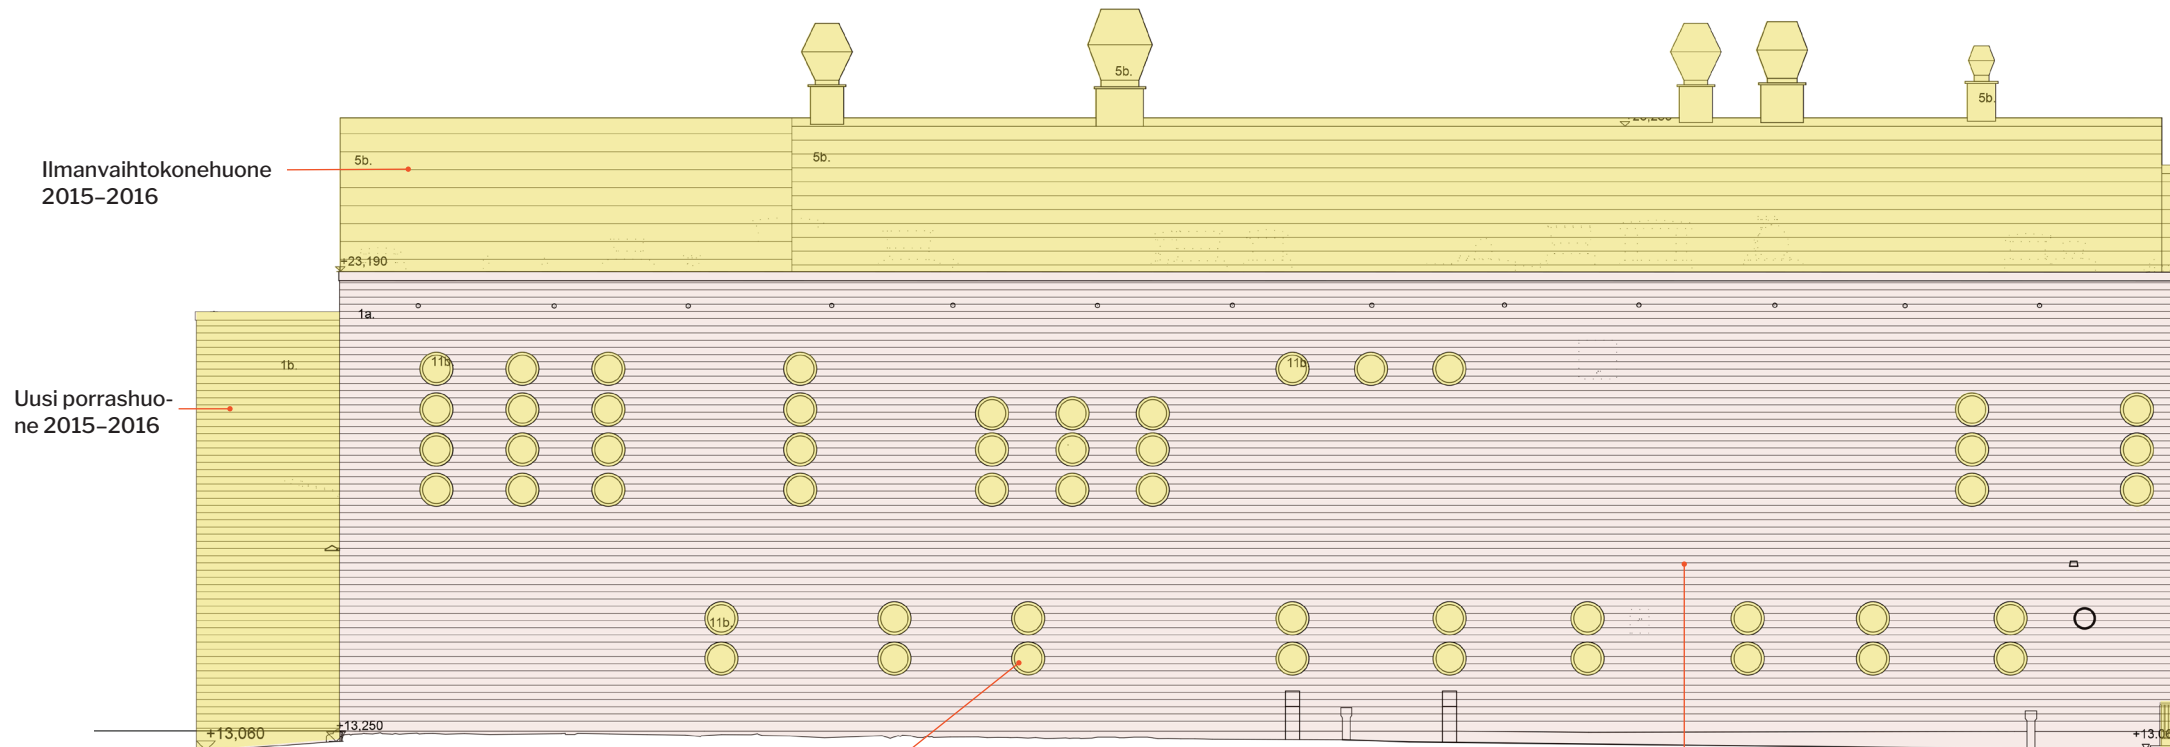 5b.
5b.
Ilmanvaihtokonehuone
2015–2016
5b.
5b.
+23,190
1a.
1b.
11b.
11b.
Uusi porrashuo-
ne 2015–2016
11b.
+13,060
+13.250